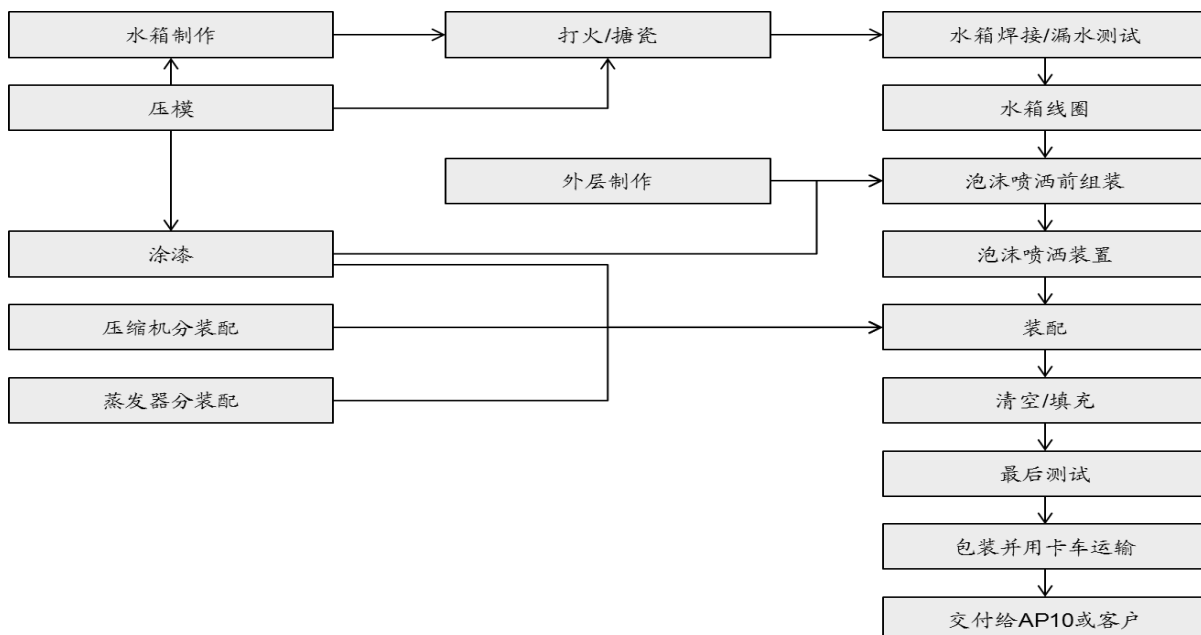 水箱制作
打火/搪瓷
水箱焊接/漏水测试
压模
水箱线圈
外层制作
泡沫喷洒前组装
涂漆
泡沫喷洒装置
压缩机分装配
装配
蒸发器分装配
清空/填充
最后测试
包装并用卡车运输
交付给AP10或客户